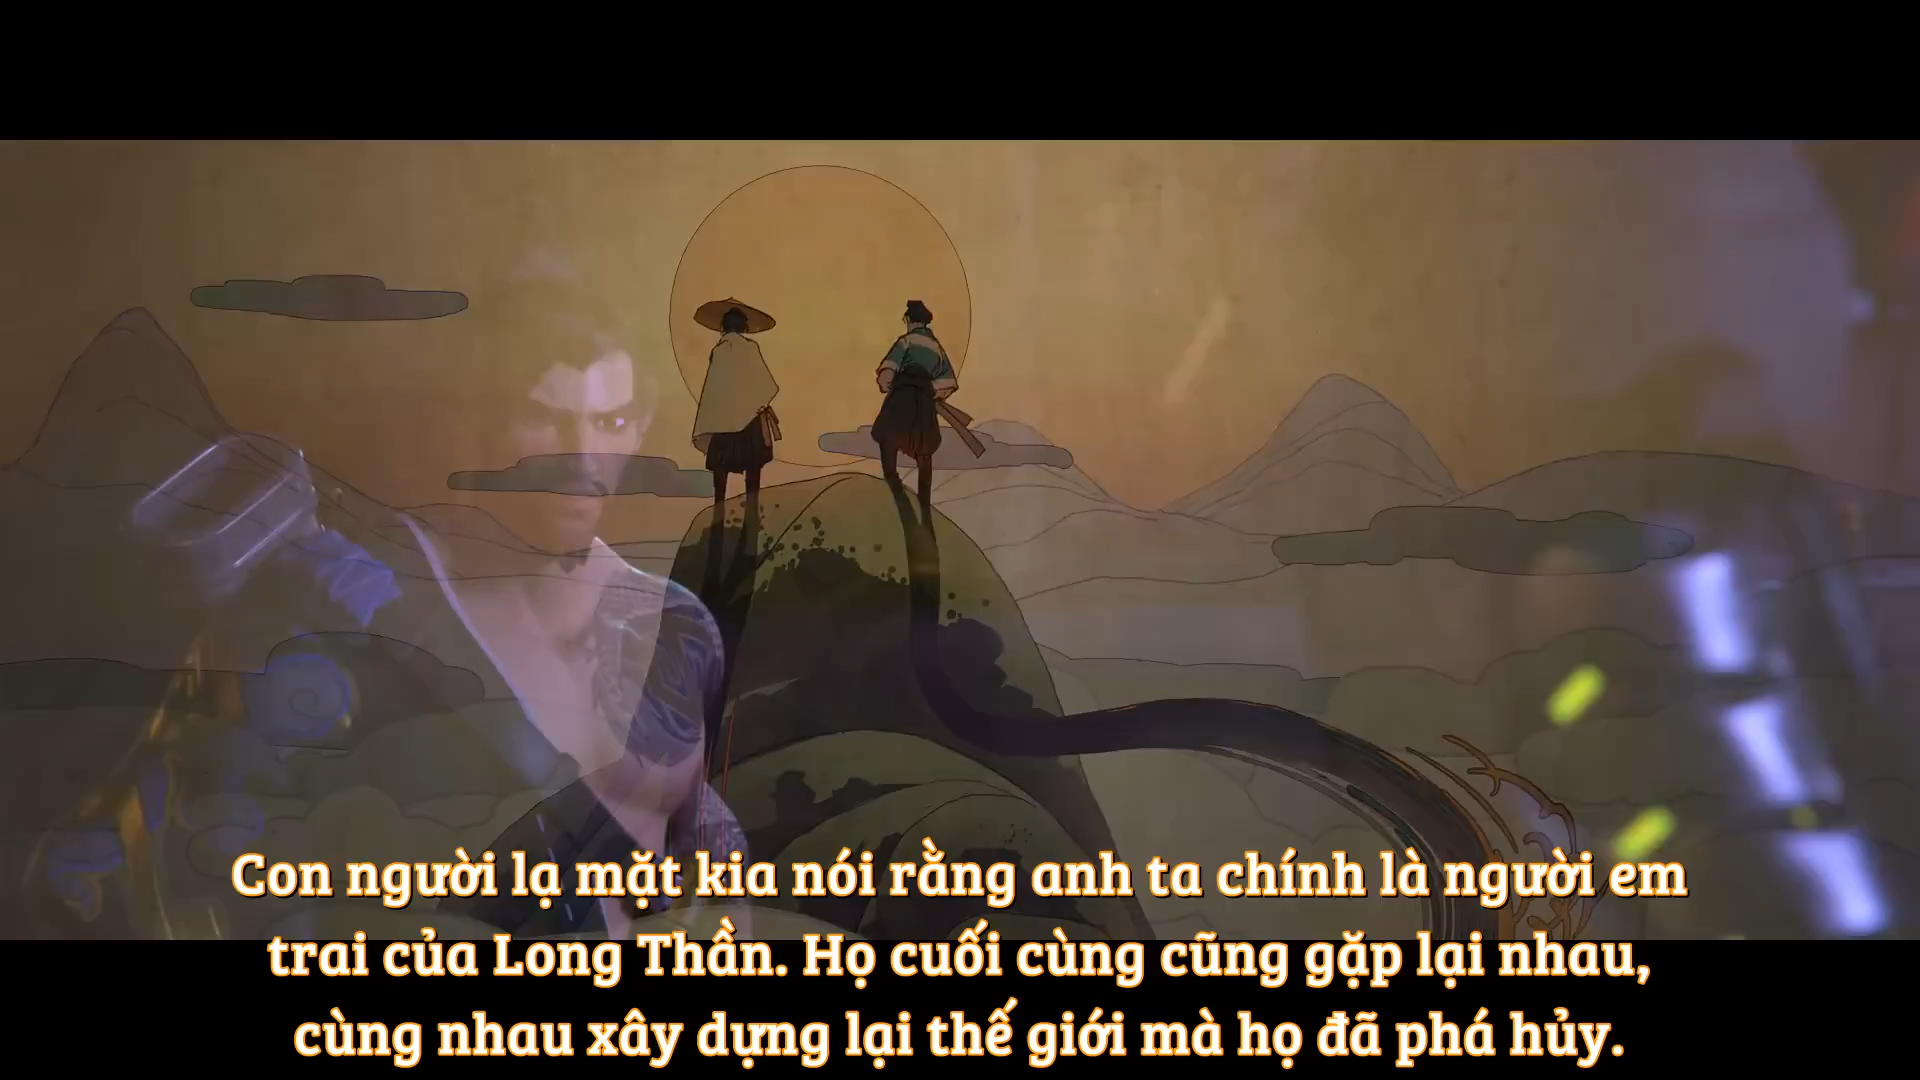 Con người lạ mặt kia nói rằng anh ta chính là người em
trai của Long Thần. Họ cuối cùng cũng gặp lại nhau,
cùng nhau xây dựng lại thế giới mà họ đã phá hủy.